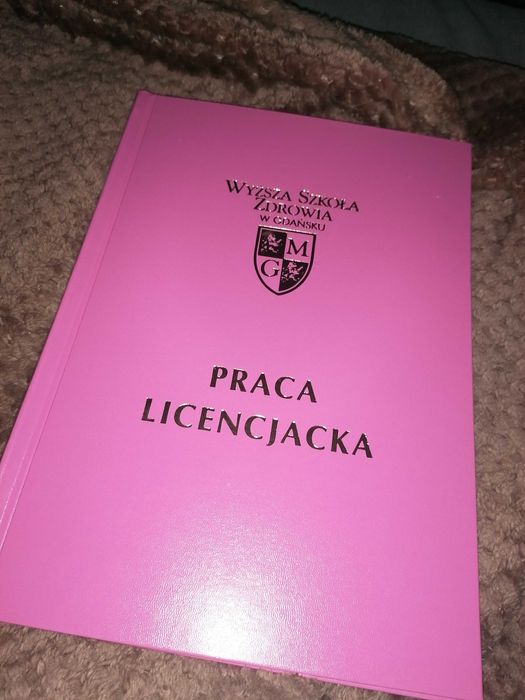 WYŻSZA SZKOŁA
ZDROWIA
W GDAŃSKU
M
G
PRACA
LICENCJACKA